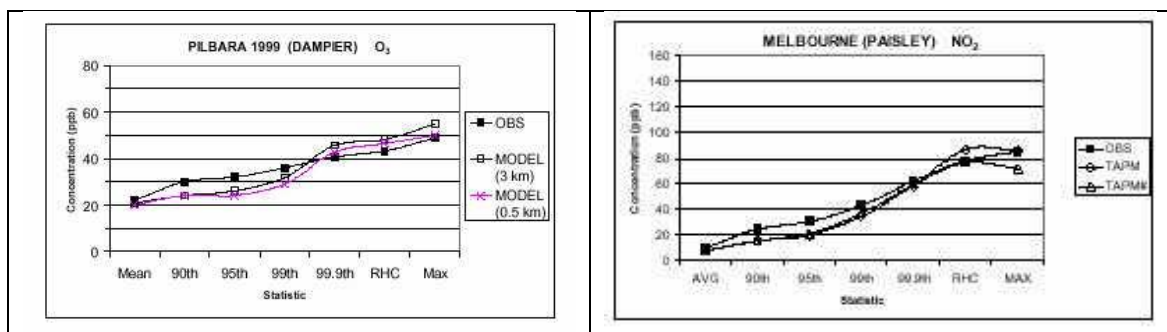 PILBARA 1999 (DAMPIER) O₃
Concentration (ppb)
80
60
40
20
0
Mean 90th 95th 99th 99.9th RHC Max
Statistic
OBS
MODEL
(3 km)
MODEL
(0.5 km)
MELBOURNE (PAISLEY) NO₂
Concentration (ppb)
160
140
120
100
80
60
40
20
0
AVG 90th 95th 99th 99.9th RHC MAX
Statistic
OBS
TAPM
TAPM#